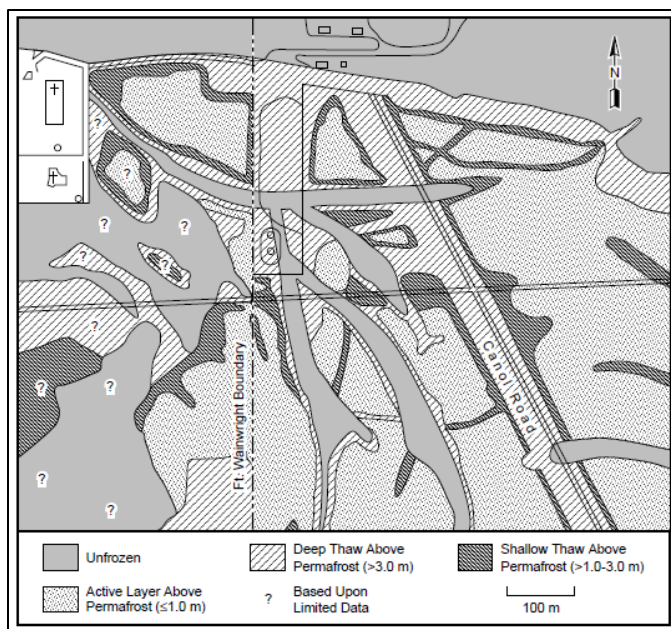 N
?
?
?
?
?
?
?
?
?
?
?
Ft. Wainwright Boundary
Canol Road
Unfrozen
Deep Thaw Above
Permafrost (>3.0 m)
Shallow Thaw Above
Permafrost (>1.0-3.0 m)
Active Layer Above
Permafrost (≤1.0 m)
? Based Upon
Limited Data
100 m